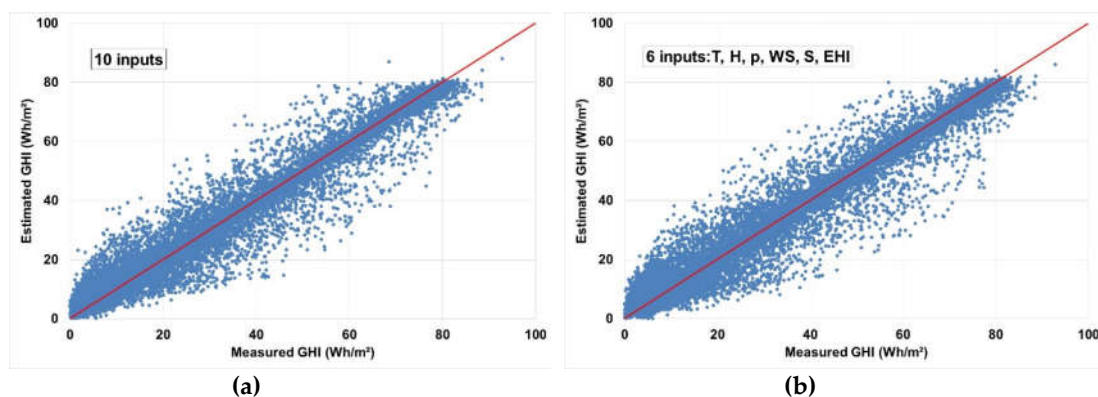 100
80
60
40
20
0
Estimated GHI (Wh/m²)
10 inputs
0 20 40 60 80 100
Measured GHI (Wh/m²)
(a)
100
80
60
40
20
0
Estimated GHI (Wh/m²)
6 inputs:T, H, p, WS, S, EHI
0 20 40 60 80 100
Measured GHI (Wh/m²)
(b)